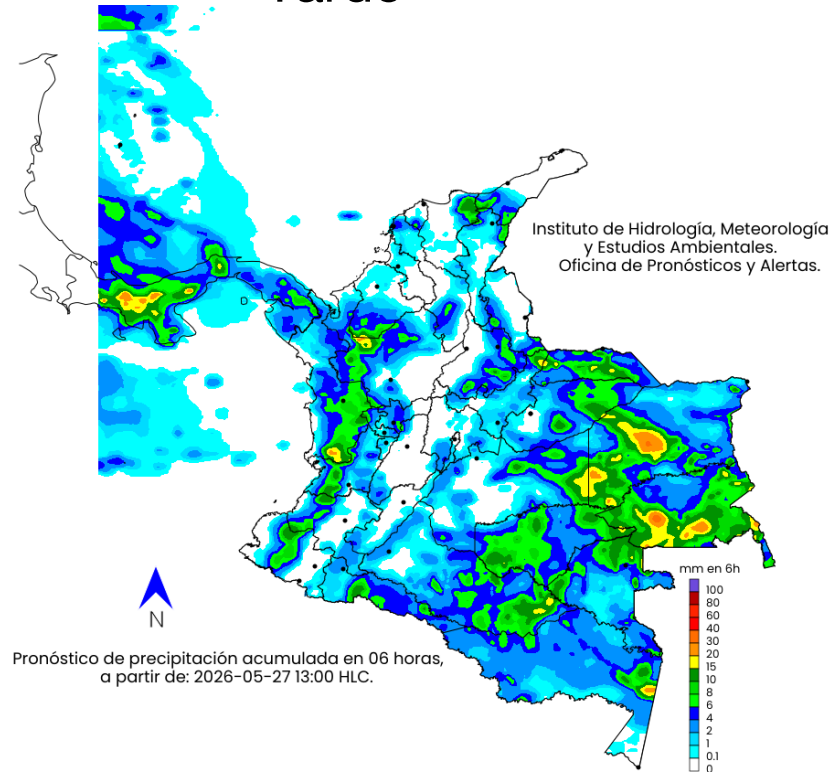 Instituto de Hidrología, Meteorología
y Estudios Ambientales.
Oficina de Pronósticos y Alertas.
mm en 6h
100
80
60
40
30
20
15
10
8
6
4
2
1
0.1
0
N
Pronóstico de precipitación acumulada en 06 horas,
a partir de: 2026-05-27 13:00 HLC.